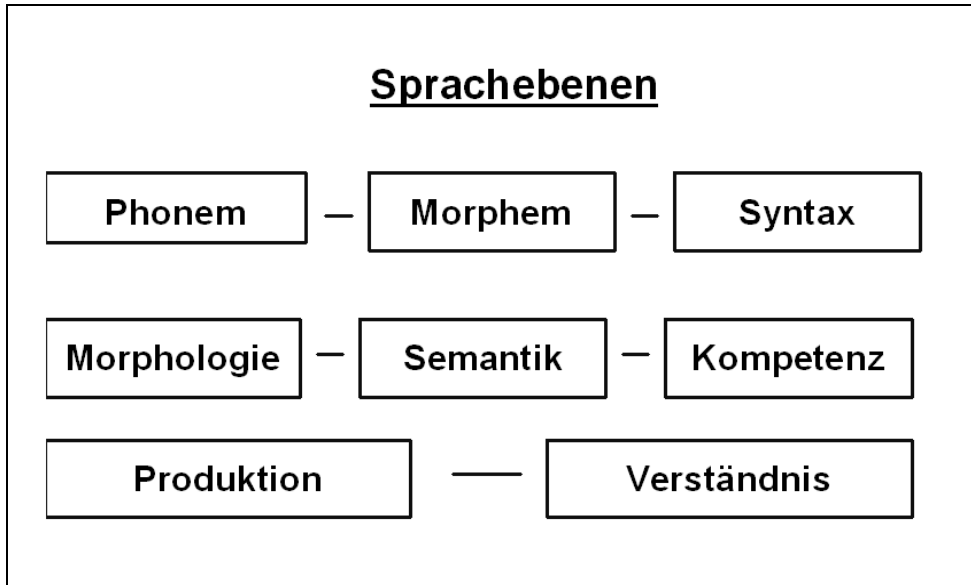 Sprachebenen
Phonem – Morphem – Syntax
Morphologie – Semantik – Kompetenz
Produktion — Verständnis